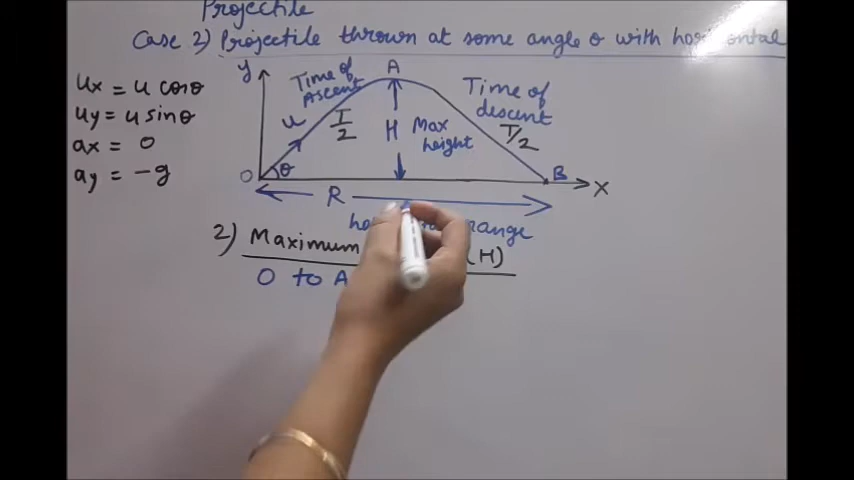 Projectile
Case 2) Projectile thrown at some angle θ with horizontal
ux = u cosθ
uy = u sinθ
ax = 0
ay = -g
y
A
Time of
Ascent
T/2
u
θ
O
H
Max
height
Time of
descent
T/2
B
X
R
range
2) Maximum (H)
O to A